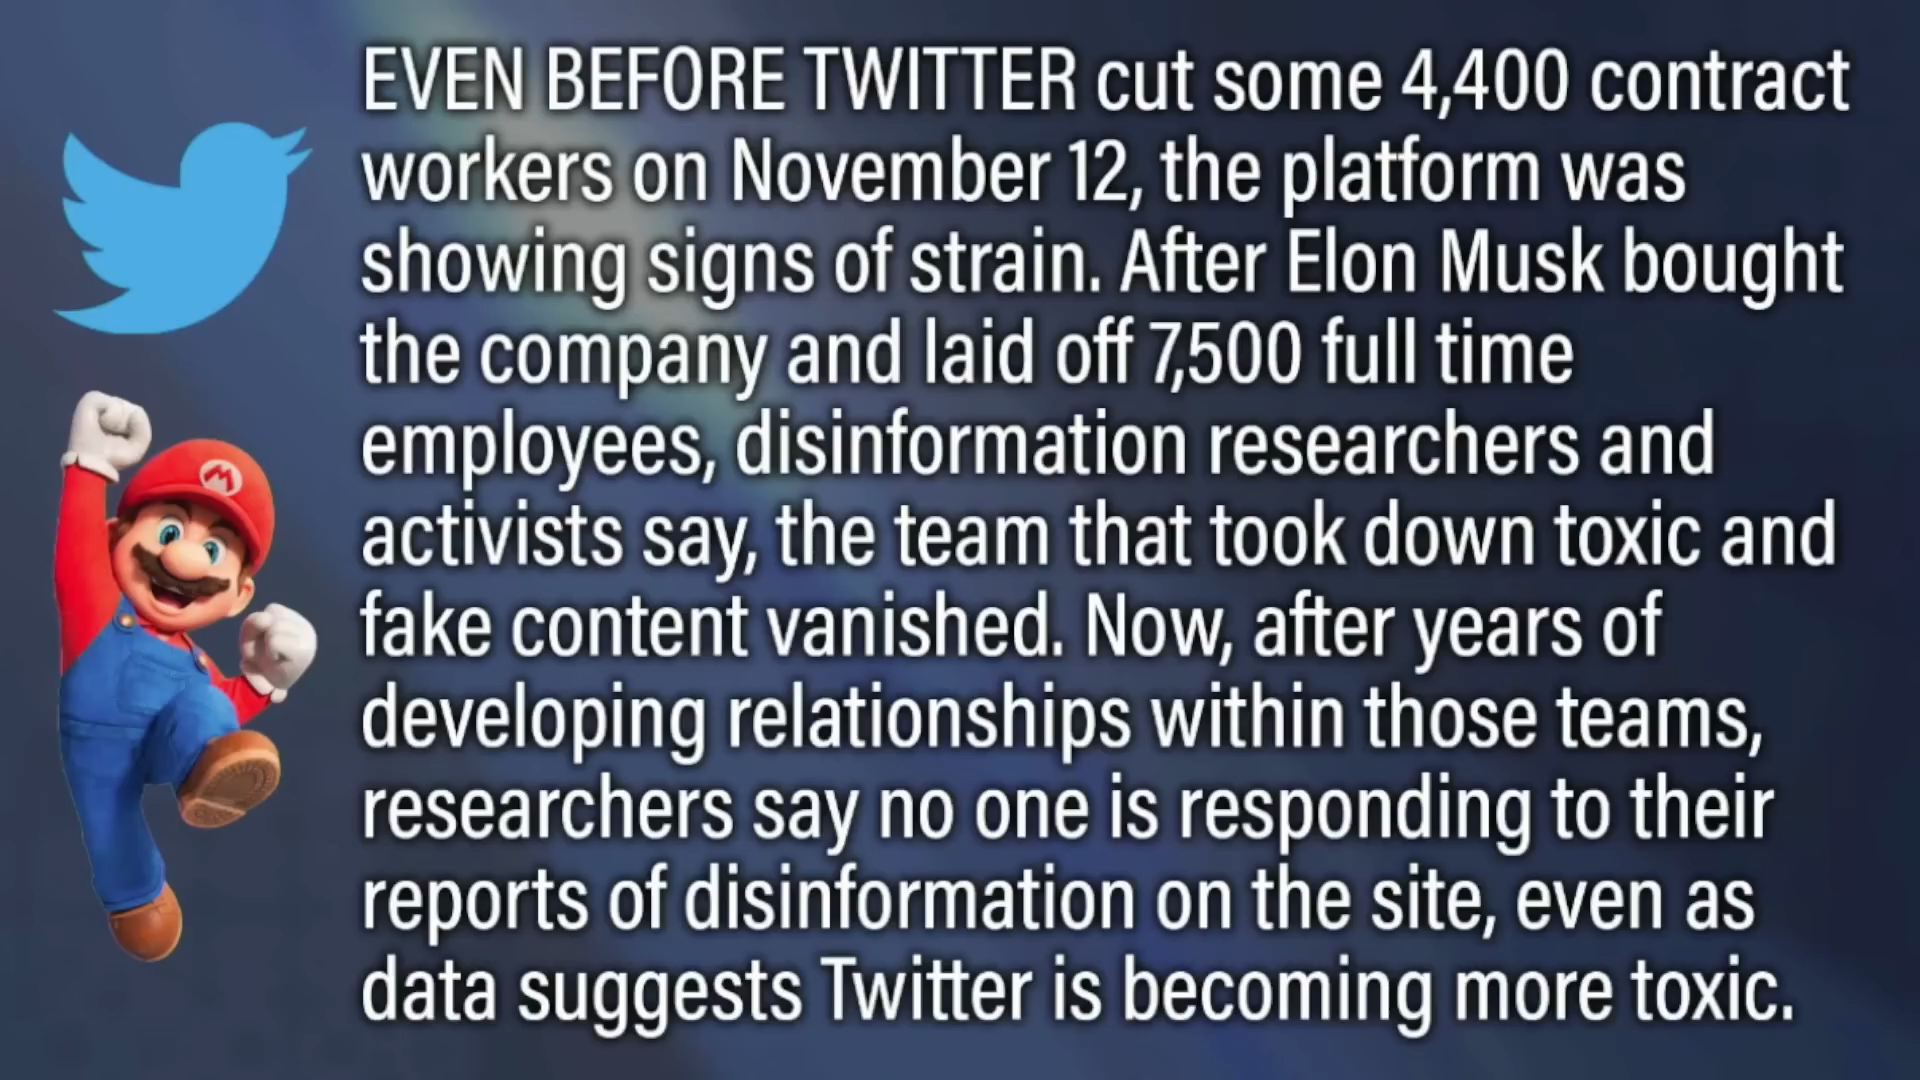 EVEN BEFORE TWITTER cut some 4,400 contract
workers on November 12, the platform was
showing signs of strain. After Elon Musk bought
the company and laid off 7,500 full time
employees, disinformation researchers and
activists say, the team that took down toxic and
fake content vanished. Now, after years of
developing relationships within those teams,
researchers say no one is responding to their
reports of disinformation on the site, even as
data suggests Twitter is becoming more toxic.
M